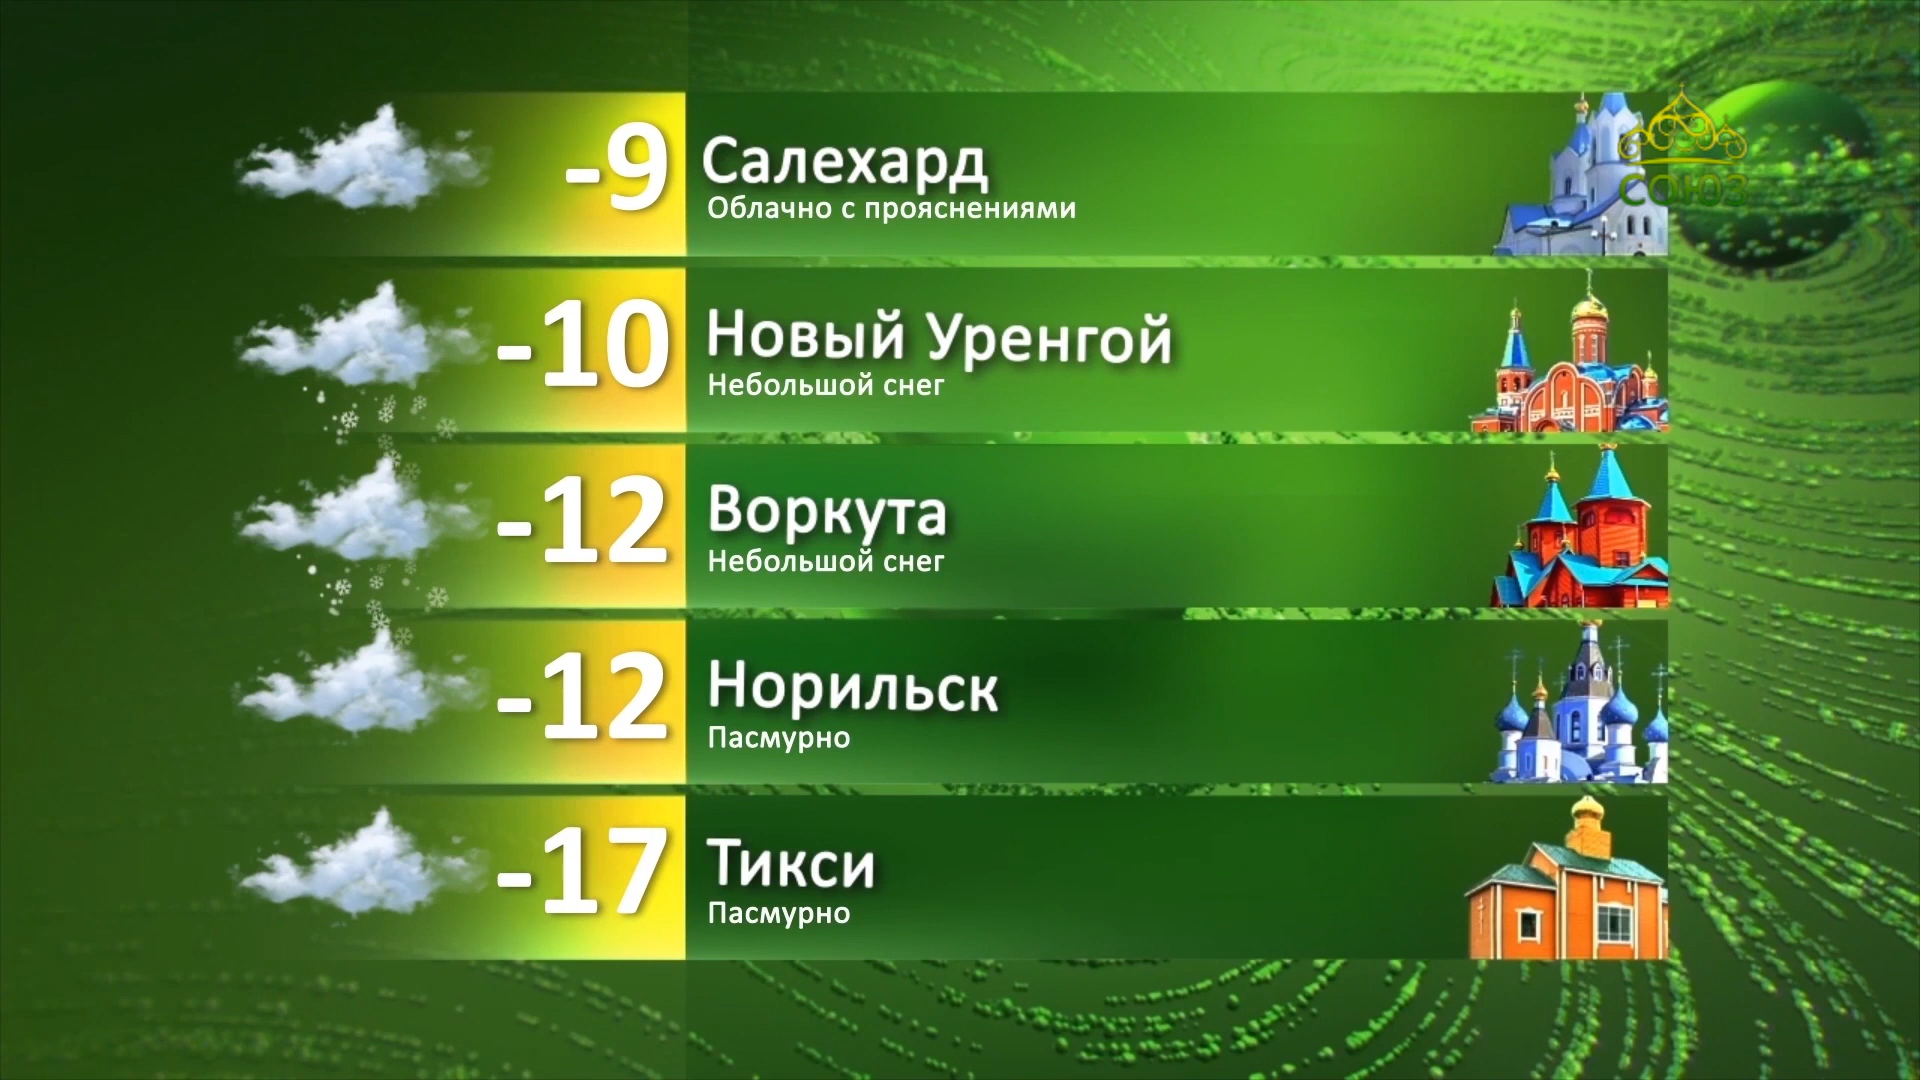 -9
Салехард
Облачно с прояснениями
СОЮЗ
-10
Новый Уренгой
Небольшой снег
-12
Воркута
Небольшой снег
-12
Норильск
Пасмурно
-17
Тикси
Пасмурно